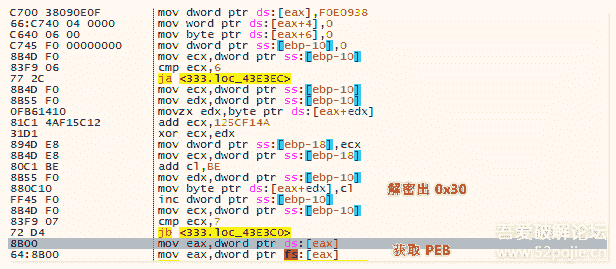 C700 38090E0F mov dword ptr ds:[eax],F0E0938
66:C740 04 0000 mov word ptr ds:[eax+4],0
C640 06 00 mov byte ptr ds:[eax+6],0
C745 F0 00000000 mov dword ptr ss:[ebp-10],0
8B4D F0 mov ecx,dword ptr ss:[ebp-10]
83F9 06 cmp ecx,6
77 2C ja <333.loc_43E3EC>
8B4D F0 mov ecx,dword ptr ss:[ebp-10]
8B55 F0 mov edx,dword ptr ss:[ebp-10]
0FB61410 movzx edx,byte ptr ds:[eax+edx]
81C1 4AF15C12 add ecx,125CF14A
31D1 xor ecx,edx
894D E8 mov dword ptr ss:[ebp-18],ecx
8B4D E8 mov ecx,dword ptr ss:[ebp-18]
80C1 BE add cl,BE
8B55 F0 mov edx,dword ptr ss:[ebp-10]
880C10 mov byte ptr ds:[eax+edx],cl 解密出 0x30
FF45 F0 inc dword ptr ss:[ebp-10]
8B4D F0 mov ecx,dword ptr ss:[ebp-10]
83F9 07 cmp ecx,7
72 D4 jb <333.loc_43E3C0>
8B00 mov eax,dword ptr ds:[eax]
64:8B00 mov eax,dword ptr fs:[eax] 获取 PEB
吾爱破解论坛
www.52pojie.cn